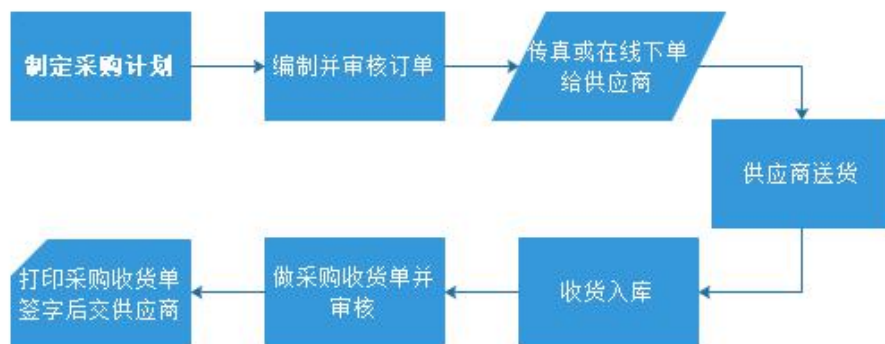 制定采购计划
编制并审核订单
传真或在线下单
给供应商
供应商送货
收货入库
做采购收货单并
审核
打印采购收货单
签字后交供应商